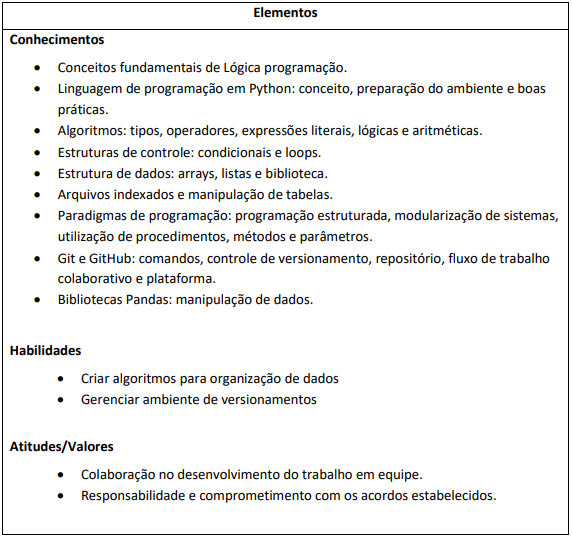 Elementos
Conhecimentos
• Conceitos fundamentais de Lógica programação.
• Linguagem de programação em Python: conceito, preparação do ambiente e boas
práticas.
• Algoritmos: tipos, operadores, expressões literais, lógicas e aritméticas.
• Estruturas de controle: condicionais e loops.
• Estrutura de dados: arrays, listas e biblioteca.
• Arquivos indexados e manipulação de tabelas.
• Paradigmas de programação: programação estruturada, modularização de sistemas,
utilização de procedimentos, métodos e parâmetros.
• Git e GitHub: comandos, controle de versionamento, repositório, fluxo de trabalho
colaborativo e plataforma.
• Bibliotecas Pandas: manipulação de dados.
Habilidades
• Criar algoritmos para organização de dados
• Gerenciar ambiente de versionamentos
Atitudes/Valores
• Colaboração no desenvolvimento do trabalho em equipe.
• Responsabilidade e comprometimento com os acordos estabelecidos.